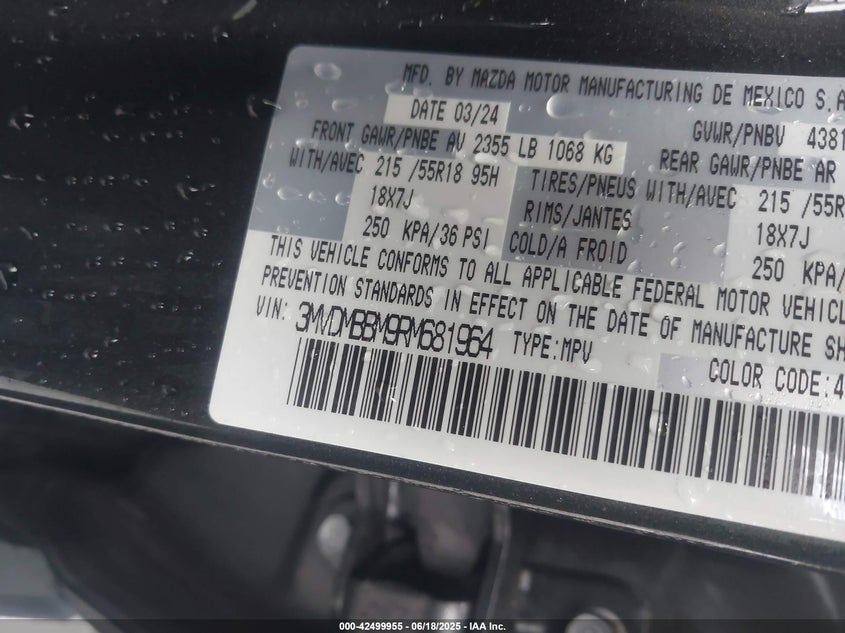 MFD. BY MAZDA MOTOR MANUFACTURING DE MEXICO S.A
DATE 03/24
GVWR/PNBV 4381
FRONT GAWR/PNBE AV 2355 LB 1068 KG
REAR GAWR/PNBE AR
WITH/AVEC 215 /55R18 95H TIRES/PNEUS WITH/AVEC 215 /55R
18X7J RIMS/JANTES 18X7J
250 KPA/36 PSI COLD/A FROID 250 KPA/
THIS VEHICLE CONFORMS TO ALL APPLICABLE FEDERAL MOTOR VEHICL
PREVENTION STANDARDS IN EFFECT ON THE DATE OF MANUFACTURE SH
VIN: 3MVDMBBM9RM681964 TYPE:MPV
COLOR CODE:4
000-42499955 - 06/18/2025 - IAA Inc.